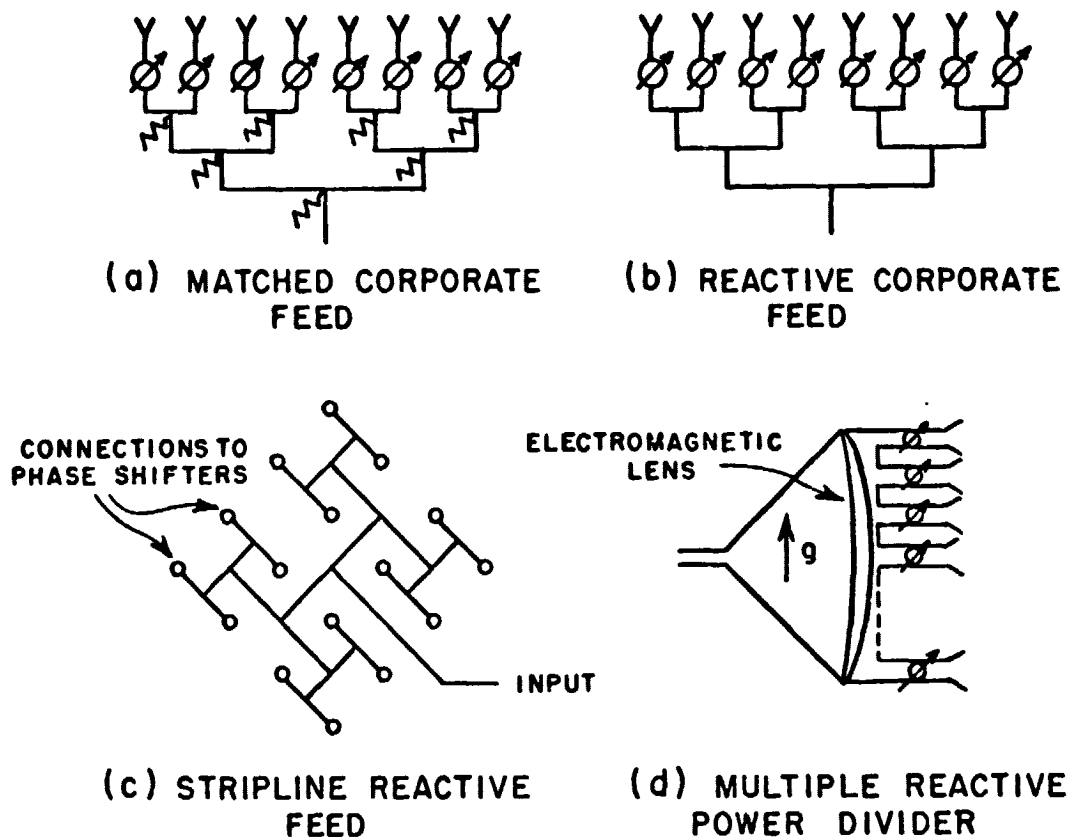 (a) MATCHED CORPORATE
FEED
(b) REACTIVE CORPORATE
FEED
CONNECTIONS TO
PHASE SHIFTERS
INPUT
(c) STRIPLINE REACTIVE
FEED
ELECTROMAGNETIC
LENS
g
(d) MULTIPLE REACTIVE
POWER DIVIDER